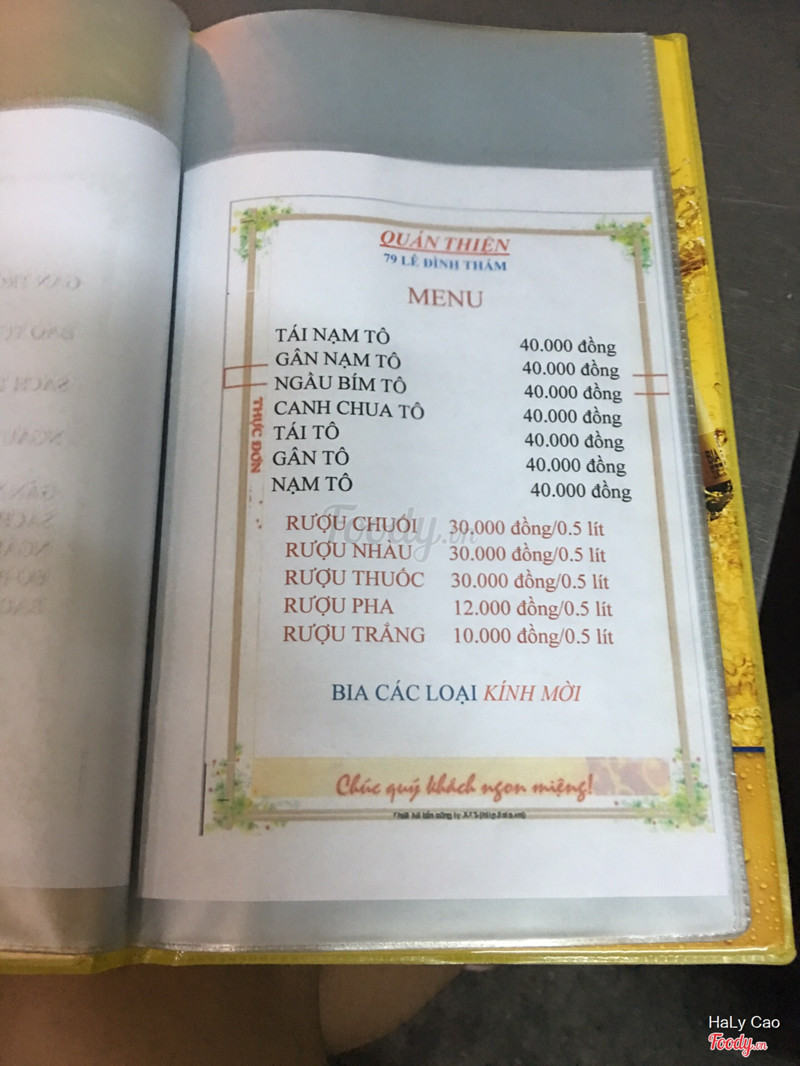 QUÁN THIỆN
79 LÊ ĐÌNH THÁM
MENU
TÁI NẠM TÔ 40.000 đồng
GÂN NẠM TÔ 40.000 đồng
NGẦU BÍM TÔ 40.000 đồng
CANH CHUA TÔ 40.000 đồng
TÁI TÔ 40.000 đồng
GÂN TÔ 40.000 đồng
NẠM TÔ 40.000 đồng
THỰC ĐƠN
RƯỢU CHUỐI 30.000 đồng/0.5 lít
RƯỢU NHÀU 30.000 đồng/0.5 lít
RƯỢU THUỐC 30.000 đồng/0.5 lít
RƯỢU PHA 12.000 đồng/0.5 lít
RƯỢU TRẮNG 10.000 đồng/0.5 lít
Foody.vn
BIA CÁC LOẠI KÍNH MỜI
Chúc quý khách ngon miệng!
HaLy Cao
Foody.vn